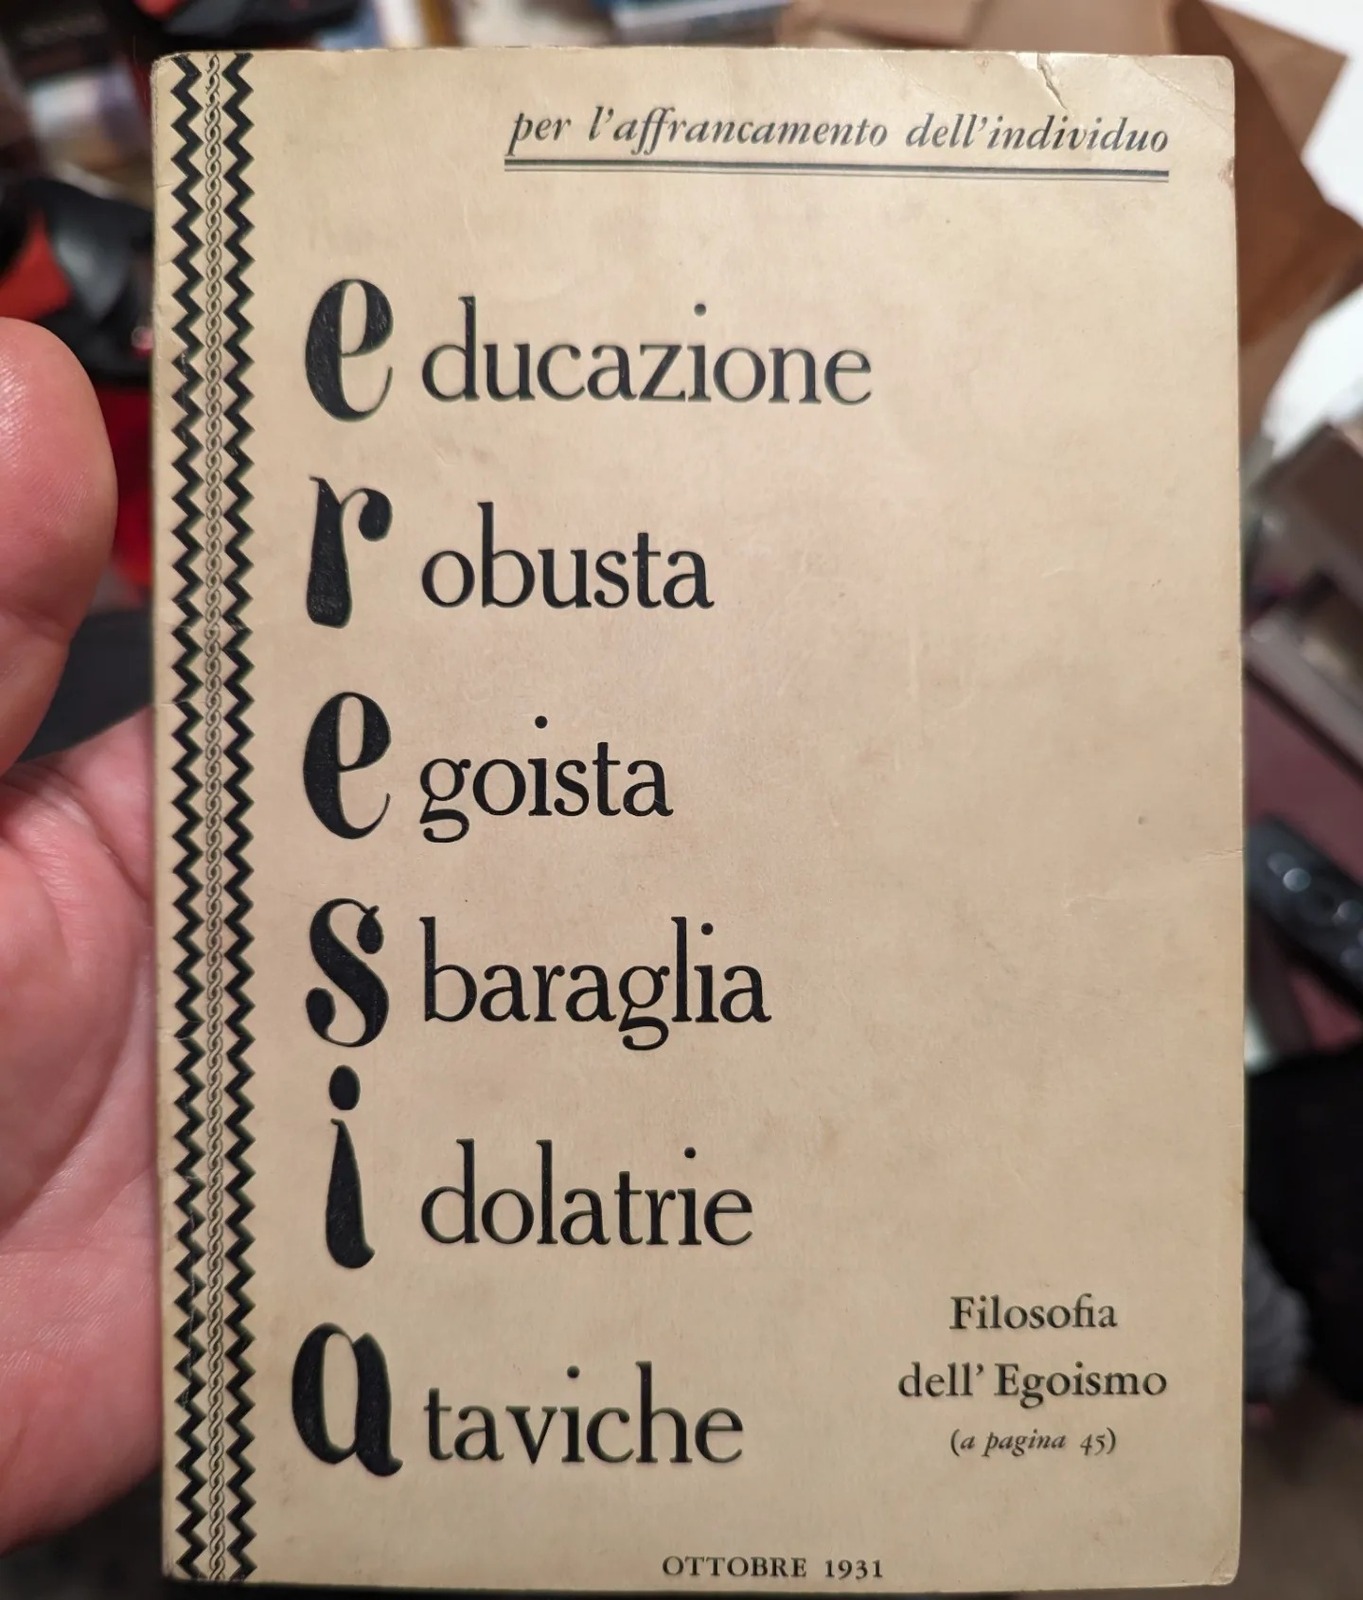 per l'affrancamento dell'individuo
educazione
robusta
egoista
sbaraglia
idolatrie
ataviche
Filosofia
dell' Egoismo
(a pagina 45)
OTTOBRE 1931